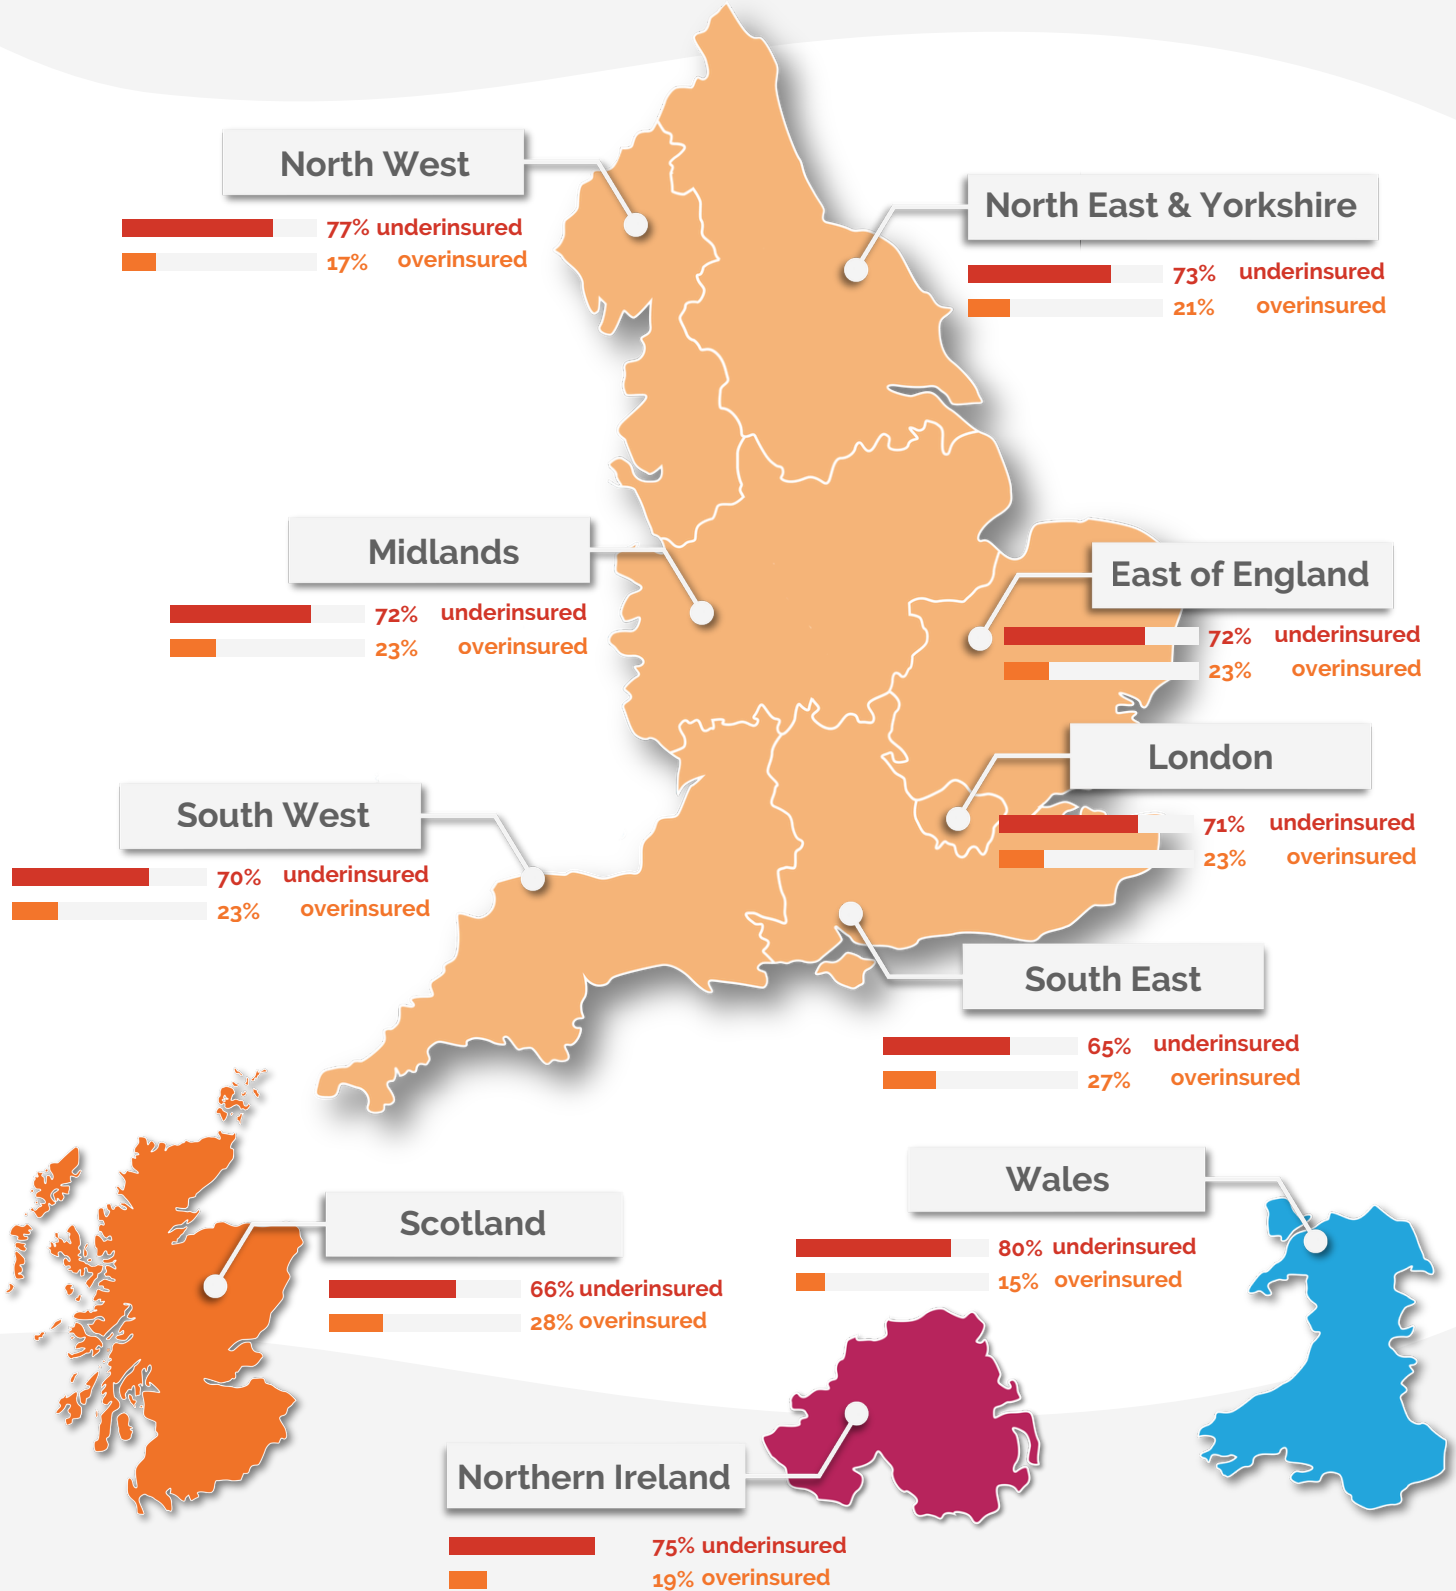 North West
77% underinsured
17% overinsured
North East & Yorkshire
73% underinsured
21% overinsured
Midlands
72% underinsured
23% overinsured
East of England
72% underinsured
23% overinsured
London
71% underinsured
23% overinsured
South West
70% underinsured
23% overinsured
South East
65% underinsured
27% overinsured
Wales
80% underinsured
15% overinsured
Scotland
66% underinsured
28% overinsured
Northern Ireland
75% underinsured
19% overinsured